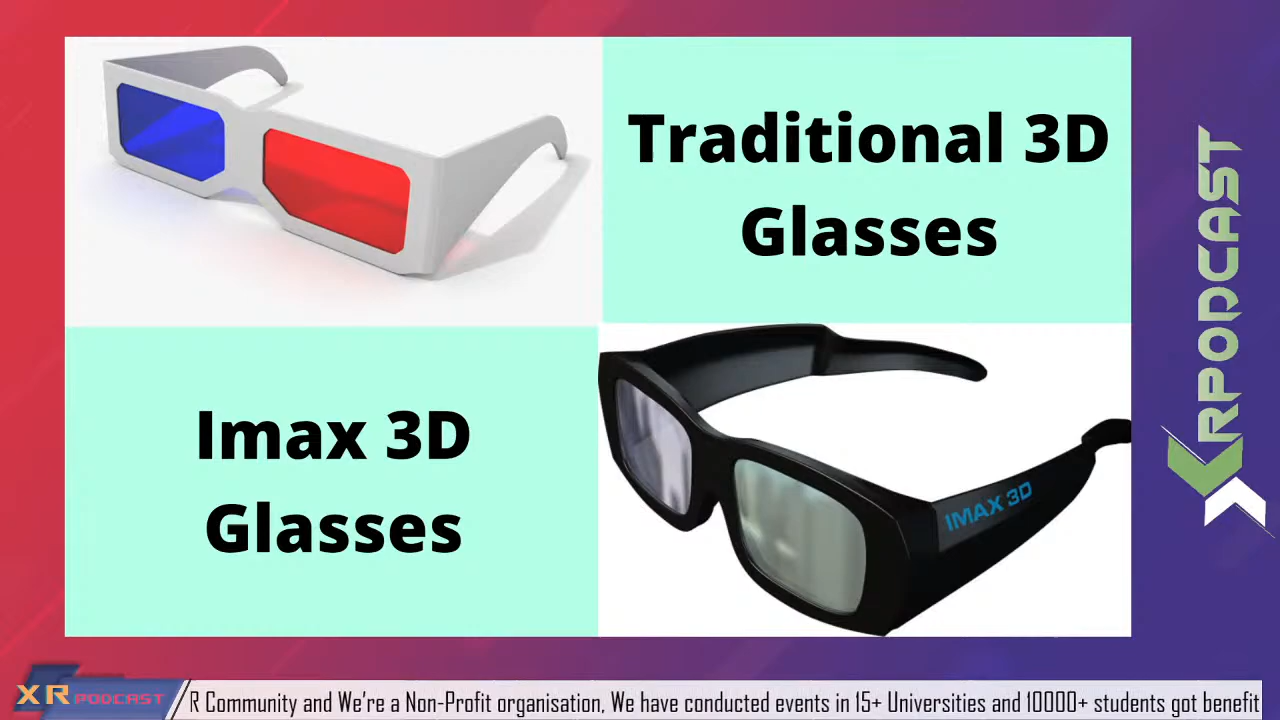 Traditional 3D
Glasses
Imax 3D
Glasses
IMAX 3D
XRPODCAST
XR PODCAST
R Community and We're a Non-Profit organisation, We have conducted events in 15+ Universities and 10000+ students got benefit